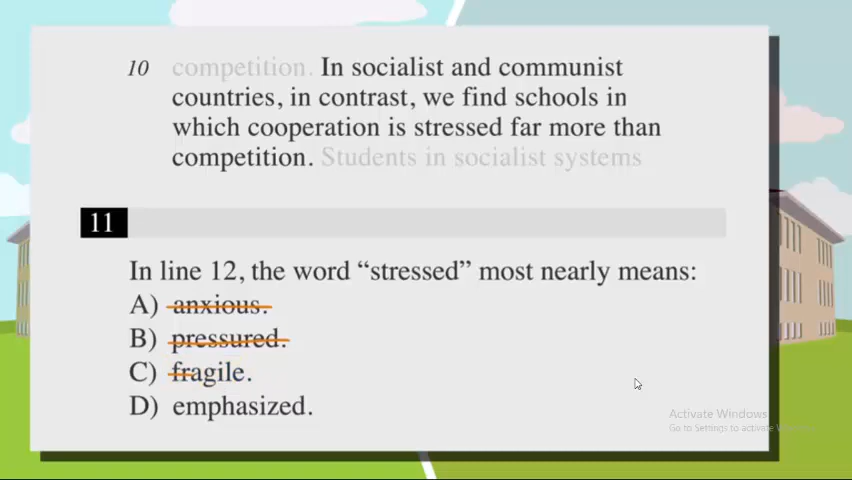 10 competition. In socialist and communist
countries, in contrast, we find schools in
which cooperation is stressed far more than
competition. Students in socialist systems
11
In line 12, the word “stressed” most nearly means:
A) anxious.
B) pressured.
C) fragile.
D) emphasized.
Activate Windows
Go to Settings to activate Windows.